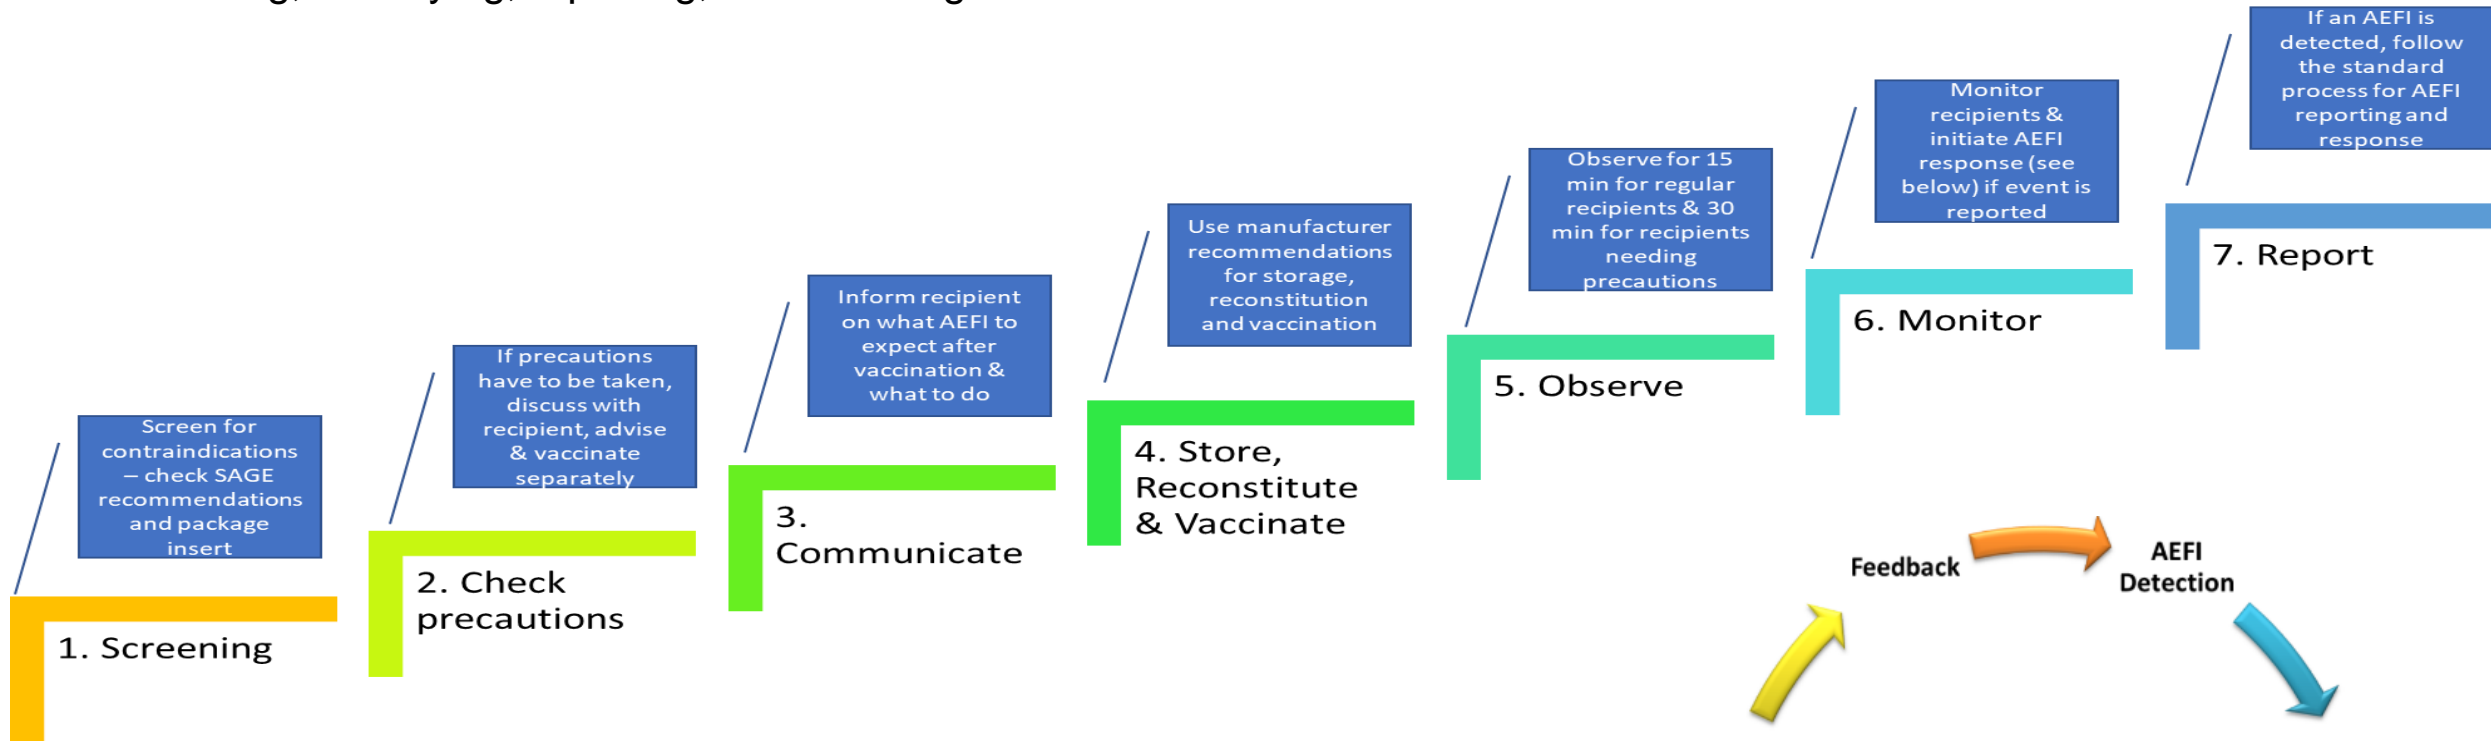 Screen for
contraindications
– check SAGE
recommendations
and package
insert
1. Screening
If precautions
have to be taken,
discuss with
recipient, advise
& vaccinate
separately
2. Check
precautions
Inform recipient
on what AEFI to
expect after
vaccination &
what to do
3.
Communicate
Use manufacturer
recommendations
for storage,
reconstitution
and vaccination
4. Store,
Reconstitute
& Vaccinate
Observe for 15
min for regular
recipients & 30
min for recipients
needing
precautions
5. Observe
Monitor
recipients &
initiate AEFI
response (see
below) if event is
reported
6. Monitor
If an AEFI is
detected, follow
the standard
process for AEFI
reporting and
response
7. Report
Feedback
AEFI
Detection